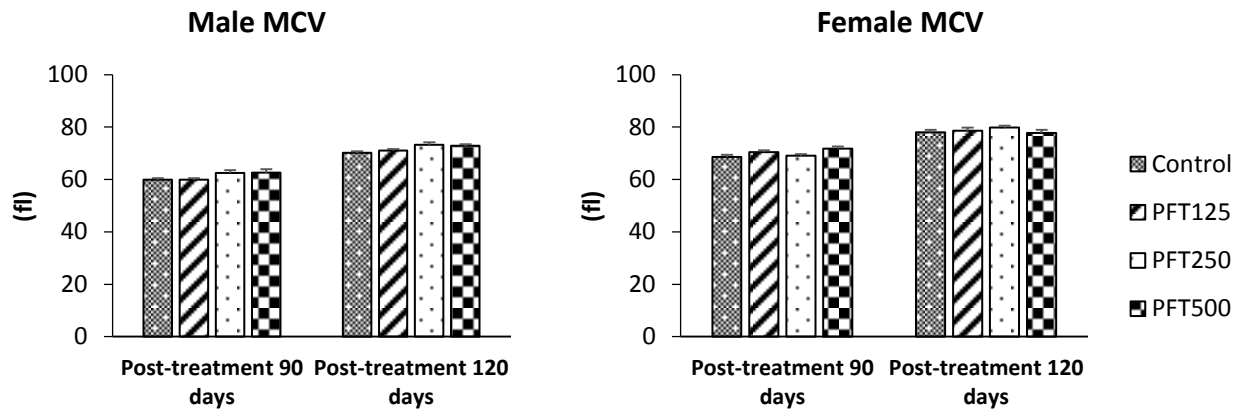 Male MCV
100
80
60
40
20
0
(fl)
Post-treatment 90
days
Post-treatment 120
days
Female MCV
100
80
60
40
20
0
(fl)
Post-treatment 90
days
Post-treatment 120
days
Control
PFT125
PFT250
PFT500